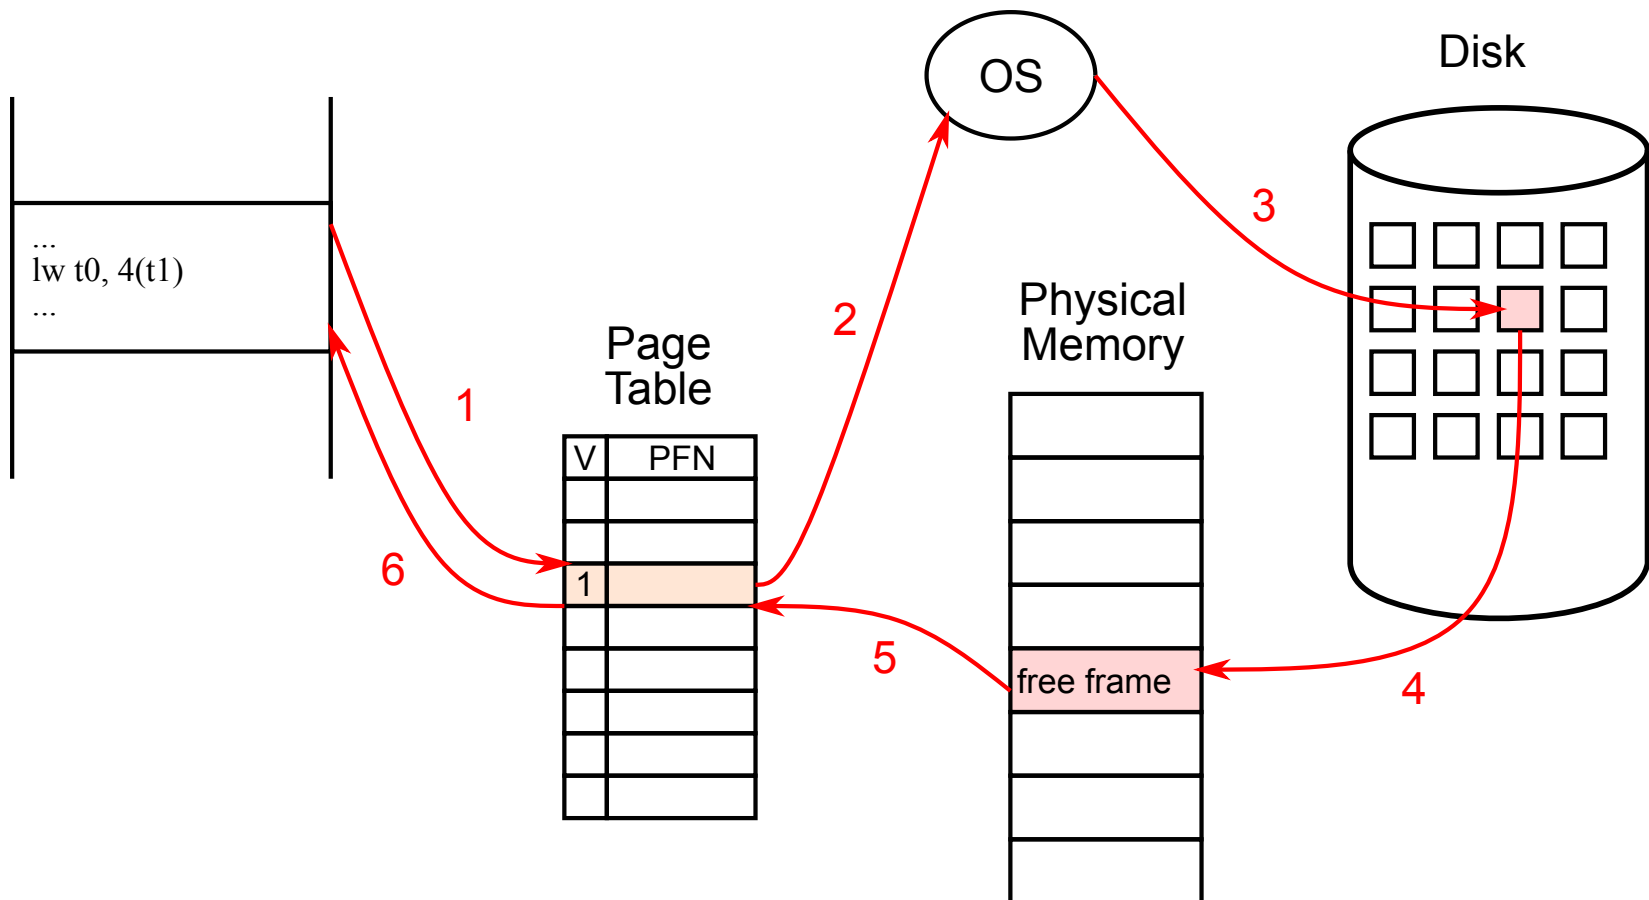 OS
Disk
...
lw t0, 4(t1)
...
1
2
3
Physical
Memory
Page
Table
V PFN
1
6
5
free frame
4